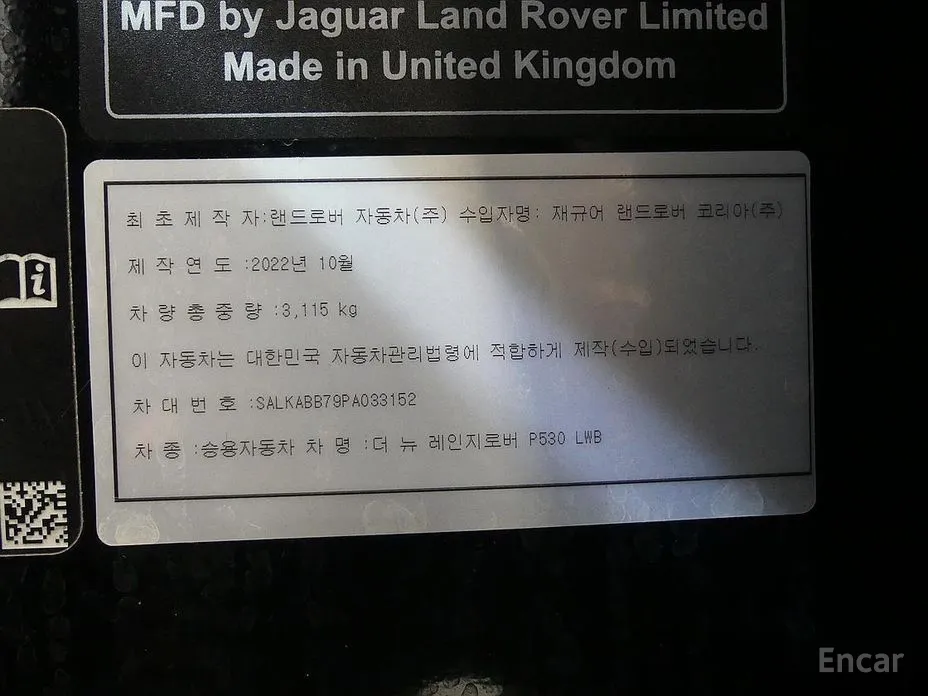 MFD by Jaguar Land Rover Limited
Made in United Kingdom
최 초 제 작 자:랜드로버 자동차(주) 수입자명: 재규어 랜드로버 코리아(주)
제 작 연 도 :2022년 10월
차 량 총 중 량 :3,115 kg
이 자동차는 대한민국 자동차관리법령에 적합하게 제작(수입)되었습니다.
차 대 번 호 :SALKABB79PA033152
차 종 :승용자동차 차 명 :더 뉴 레인지로버 P530 LWB
i
Encar